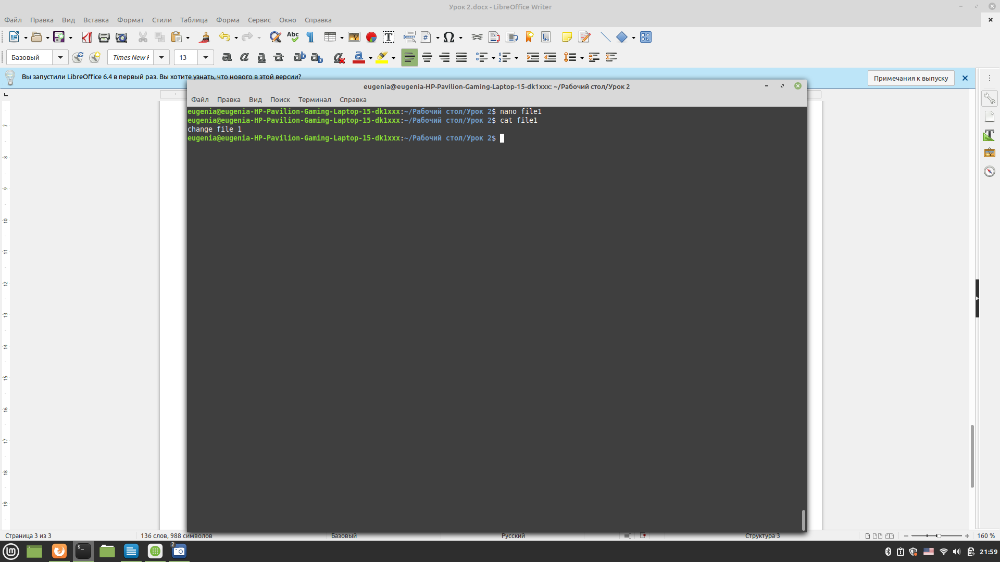 Урок 2.docx - LibreOffice Writer
Файл Правка Вид Вставка Формат Стили Таблица Форма Сервис Окно Справка
Базовый Times New 13
Вы запустили LibreOffice 6.4 в первый раз. Вы хотите узнать, что нового в этой версии?
Примечания к выпуску
eugenia@eugenia-HP-Pavilion-Gaming-Laptop-15-dk1xxx: ~/Рабочий стол/Урок 2
Файл Правка Вид Поиск Терминал Справка
eugenia@eugenia-HP-Pavilion-Gaming-Laptop-15-dk1xxx:~/Рабочий стол/Урок 2$ nano file1
eugenia@eugenia-HP-Pavilion-Gaming-Laptop-15-dk1xxx:~/Рабочий стол/Урок 2$ cat file1
change file 1
eugenia@eugenia-HP-Pavilion-Gaming-Laptop-15-dk1xxx:~/Рабочий стол/Урок 2$
7
8
9
10
11
12
13
14
15
16
17
18
19
Страница 3 из 3 136 слов, 988 символов Базовый Русский Структура 3 160 %
2
21:59